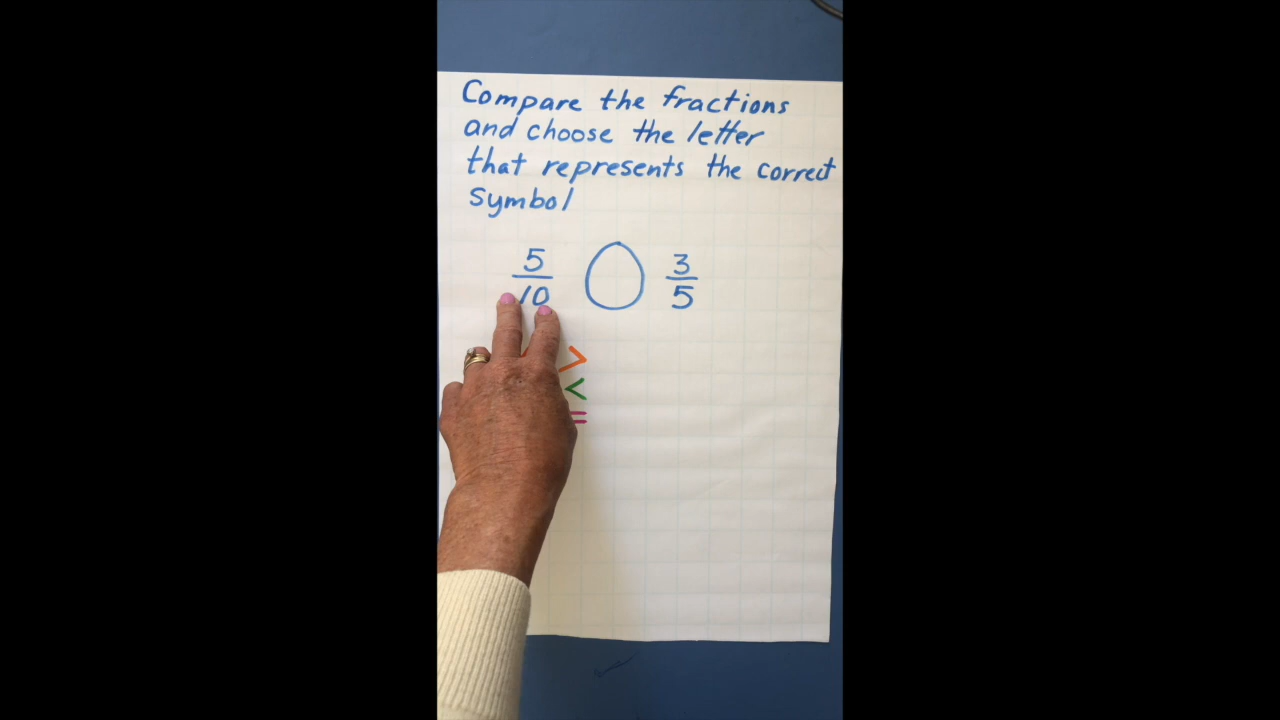 Compare the fractions
and choose the letter
that represents the correct
symbol
5/10 3/5
>
<
=